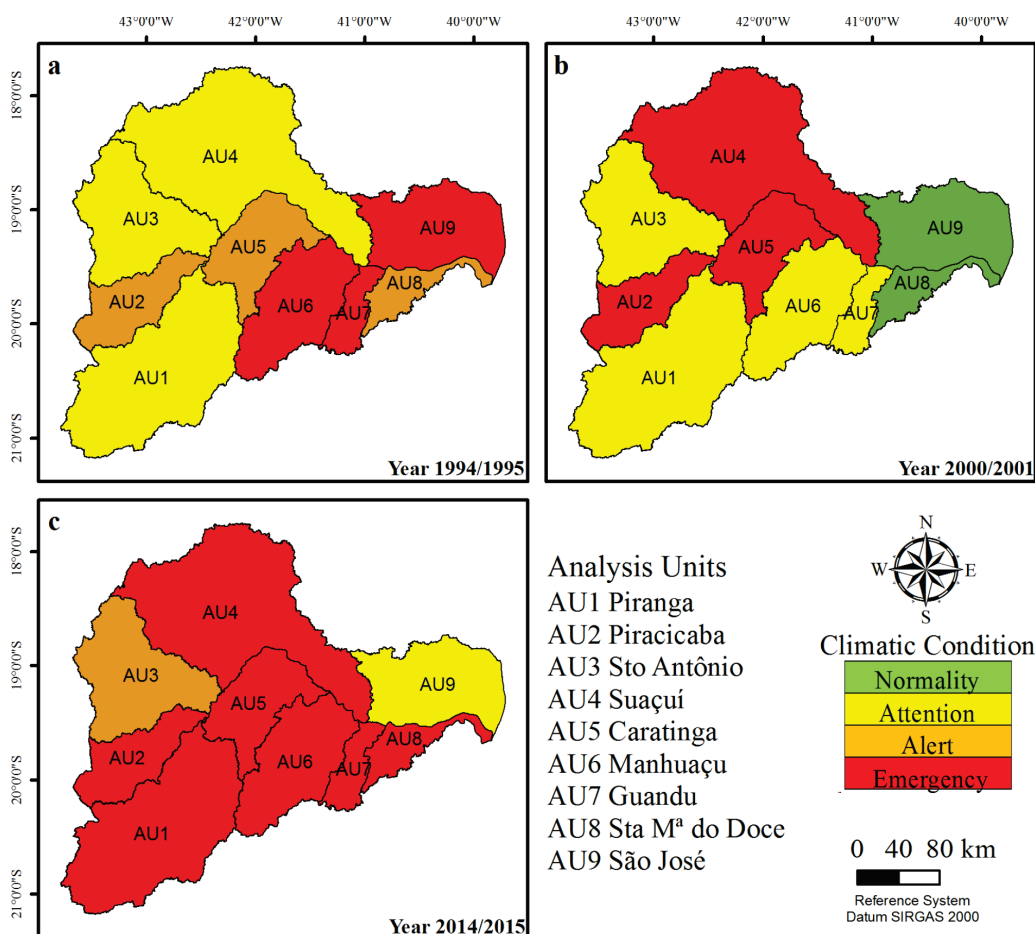 43°0'0"W 42°0'0"W 41°0'0"W 40°0'0"W 43°0'0"W 42°0'0"W 41°0'0"W 40°0'0"W
18°0'0"S
19°0'0"S
20°0'0"S
21°0'0"S
a
AU4
AU3
AU9
AU5
AU8
AU2
AU6
AU7
AU1
Year 1994/1995
b
AU4
AU3
AU9
AU5
AU8
AU2
AU6
AU7
AU1
Year 2000/2001
18°0'0"S
19°0'0"S
20°0'0"S
21°0'0"S
c
AU4
AU3
AU9
AU5
AU8
AU2
AU6
AU7
AU1
Year 2014/2015
Analysis Units
AU1 Piranga
AU2 Piracicaba
AU3 Sto Antônio
AU4 Suaçuí
AU5 Caratinga
AU6 Manhuaçu
AU7 Guandu
AU8 Sta Mª do Doce
AU9 São José
N
W E
S
Climatic Condition
Normality
Attention
Alert
Emergency
0 40 80 km
Reference System
Datum SIRGAS 2000